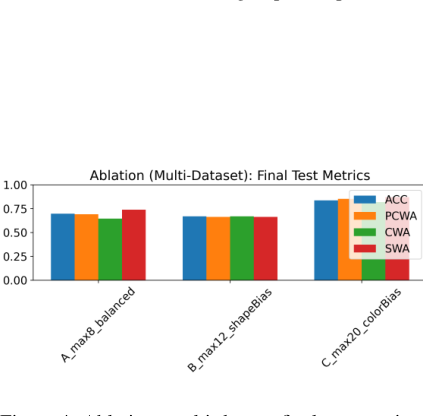 Ablation (Multi-Dataset): Final Test Metrics
1.00
0.75
0.50
0.25
0.00
ACC
PCWA
CWA
SWA
A_max8_balanced
B_max12_shapeBias
C_max20_colorBias